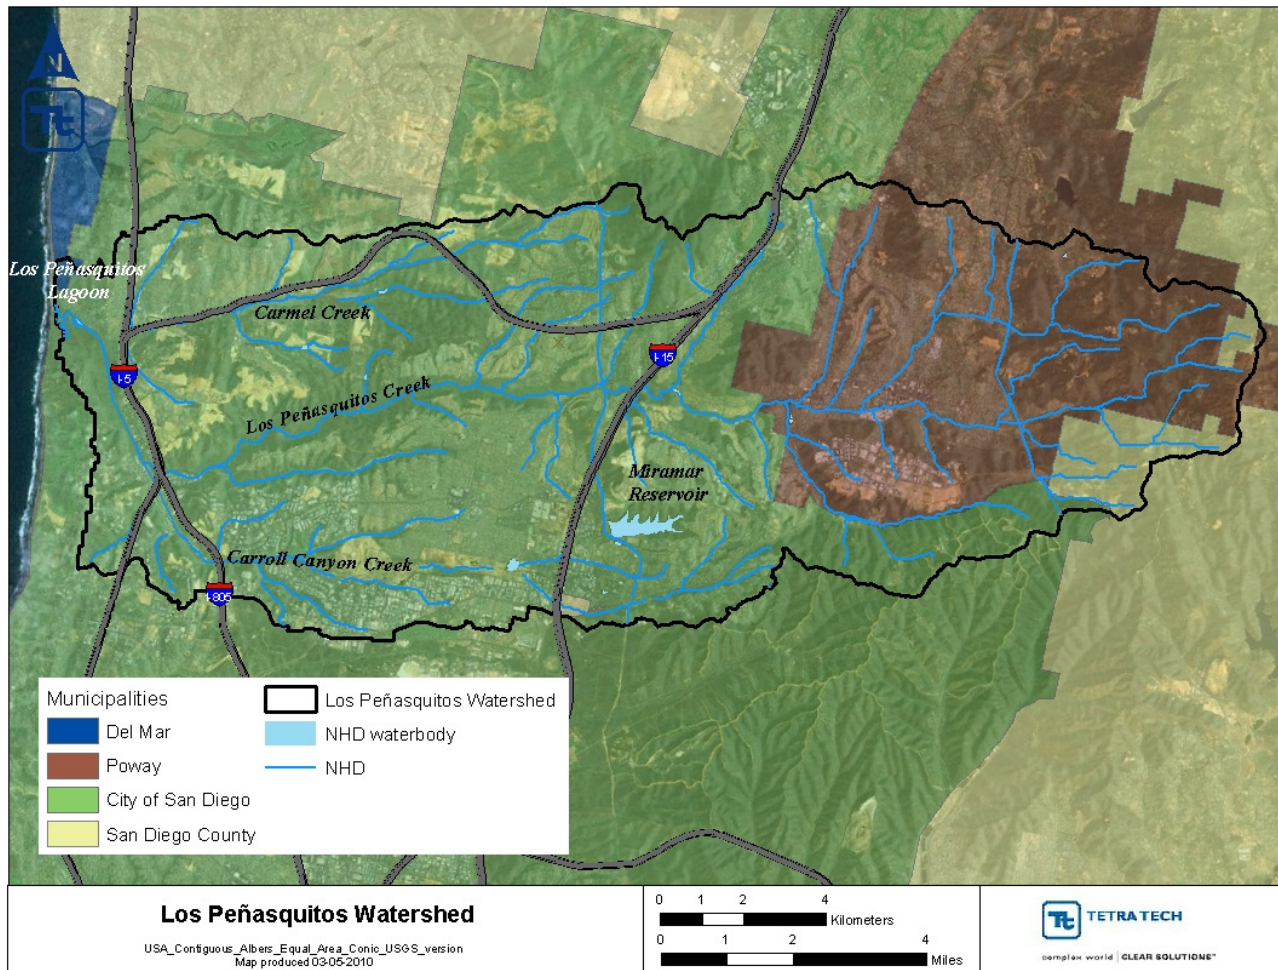 N
Tt
Los Peñasquitos
Lagoon
Carmel Creek
I-15
I-5
Los Peñasquitos Creek
Miramar
Reservoir
Carroll Canyon Creek
I-805
Municipalities
Del Mar
Poway
City of San Diego
San Diego County
Los Peñasquitos Watershed
NHD waterbody
NHD
Los Peñasquitos Watershed
USA_Contiguous_Albers_Equal_Area_Conic_USGS_version
Map produced 03-05-2010
0 1 2 4
Kilometers
0 1 2 4
Miles
Tt TETRA TECH
complex world | CLEAR SOLUTIONS™